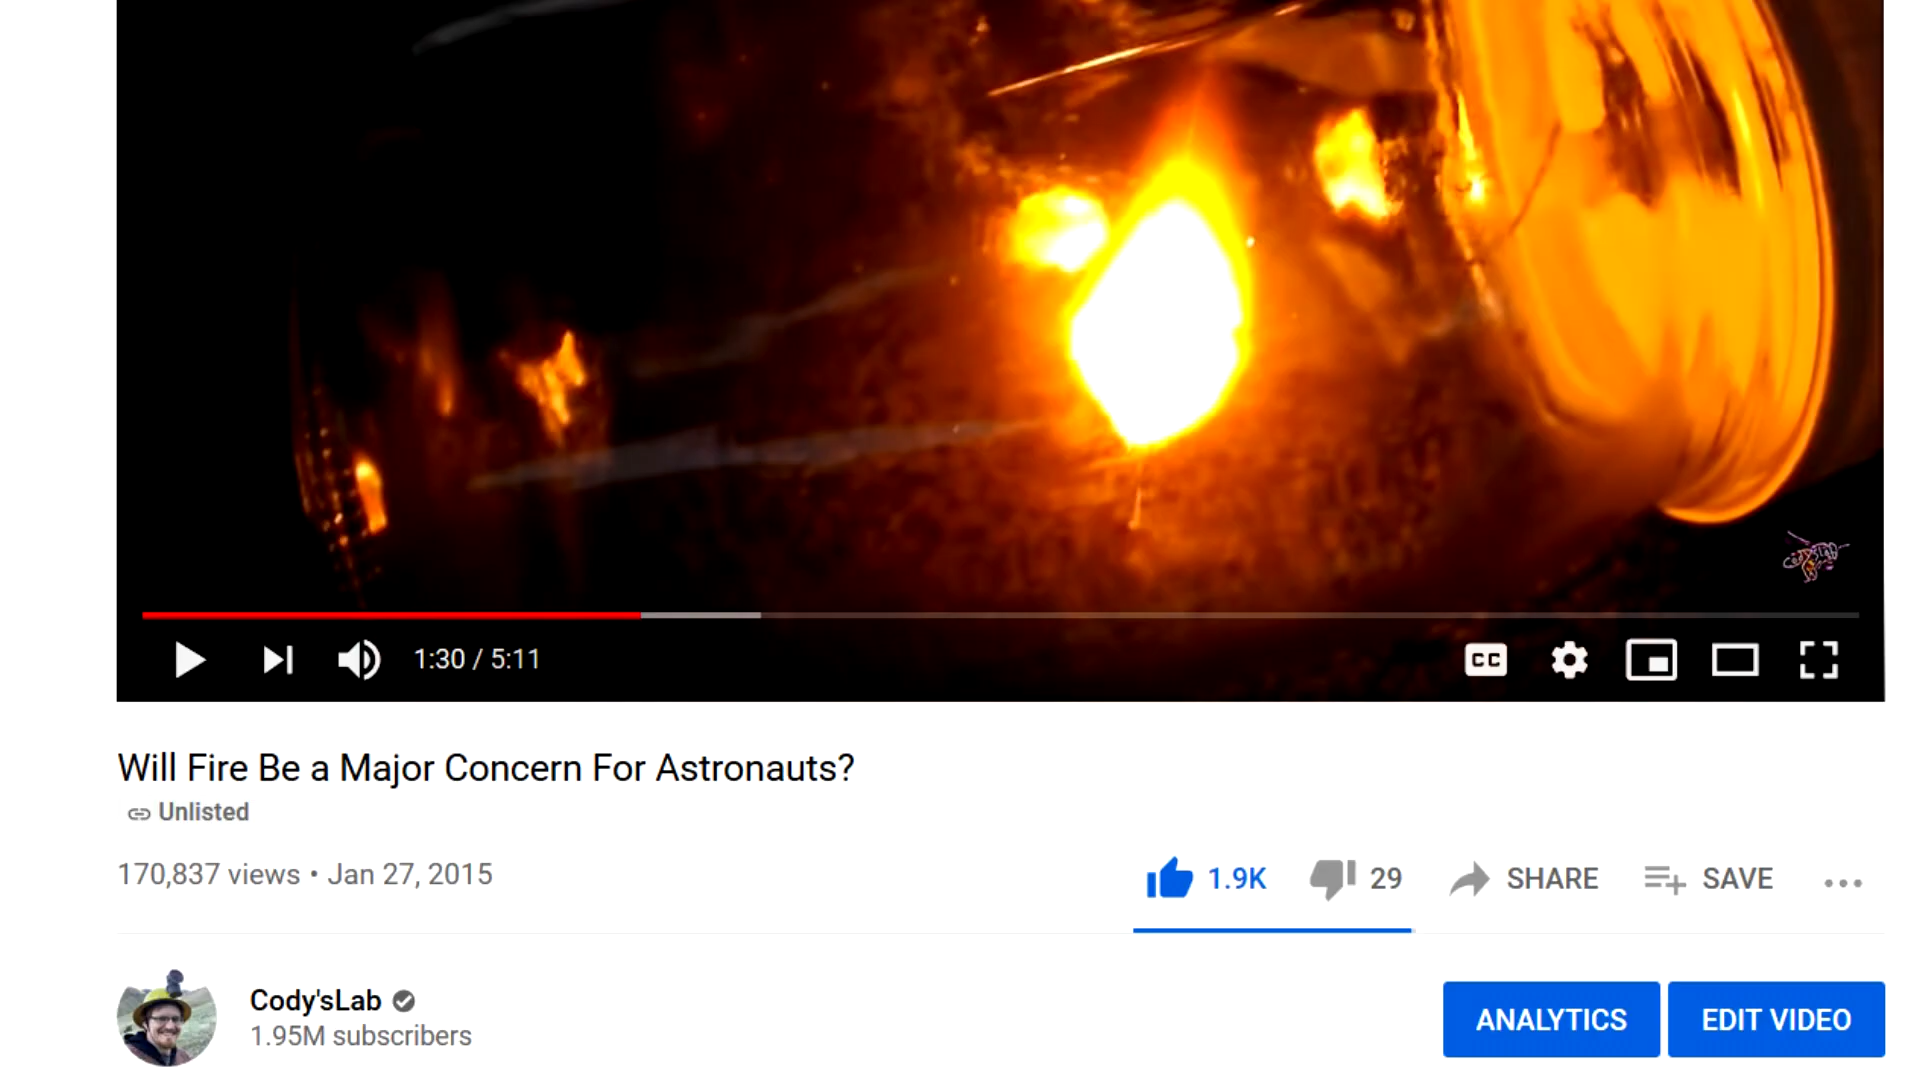 1:30 / 5:11
CC
Will Fire Be a Major Concern For Astronauts?
Unlisted
170,837 views • Jan 27, 2015
1.9K 29 SHARE SAVE
Cody'sLab
1.95M subscribers
ANALYTICS EDIT VIDEO